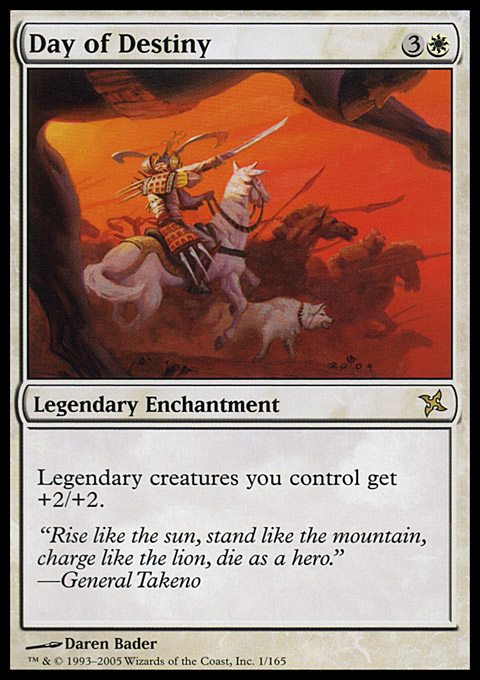 Day of Destiny 3
2004
Legendary Enchantment
Legendary creatures you control get
+2/+2.
“Rise like the sun, stand like the mountain,
charge like the lion, die as a hero.”
—General Takeno
Daren Bader
™ & © 1993–2005 Wizards of the Coast, Inc. 1/165